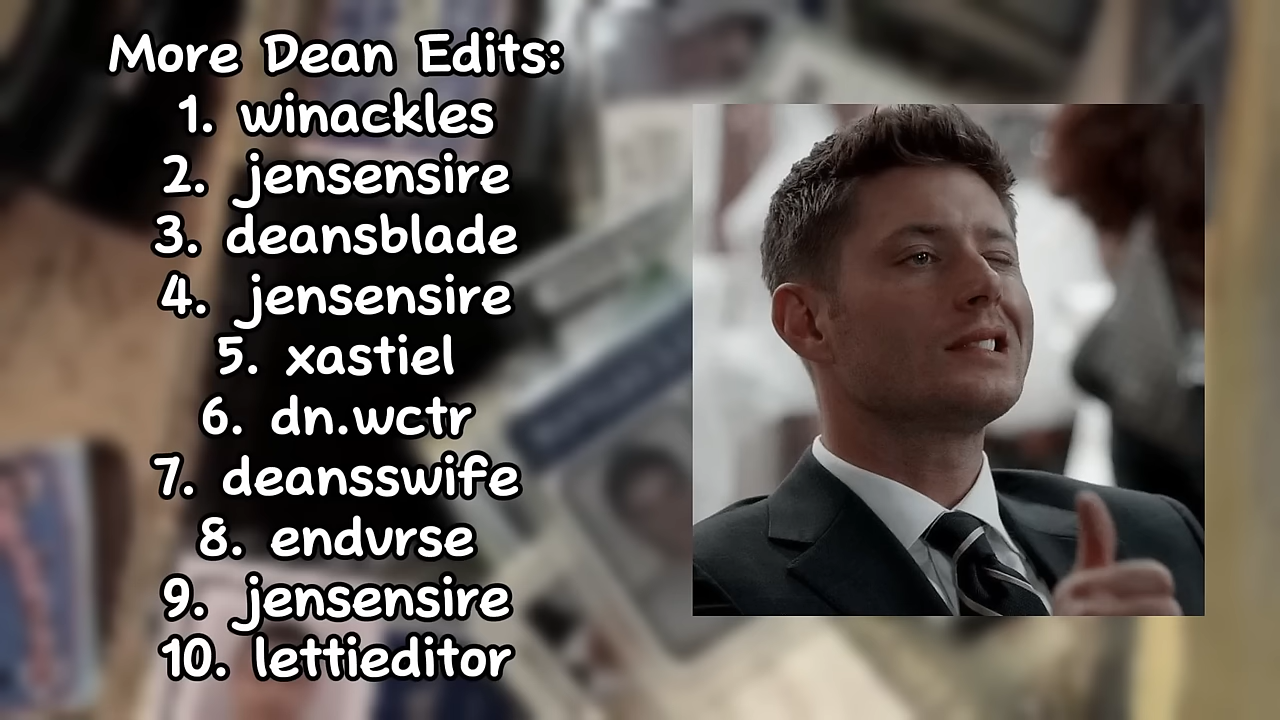 More Dean Edits:
1. winackles
2. jensensire
3. deansblade
4. jensensire
5. xastiel
6. dn.wctr
7. deansswife
8. endvrse
9. jensensire
10. lettieditor